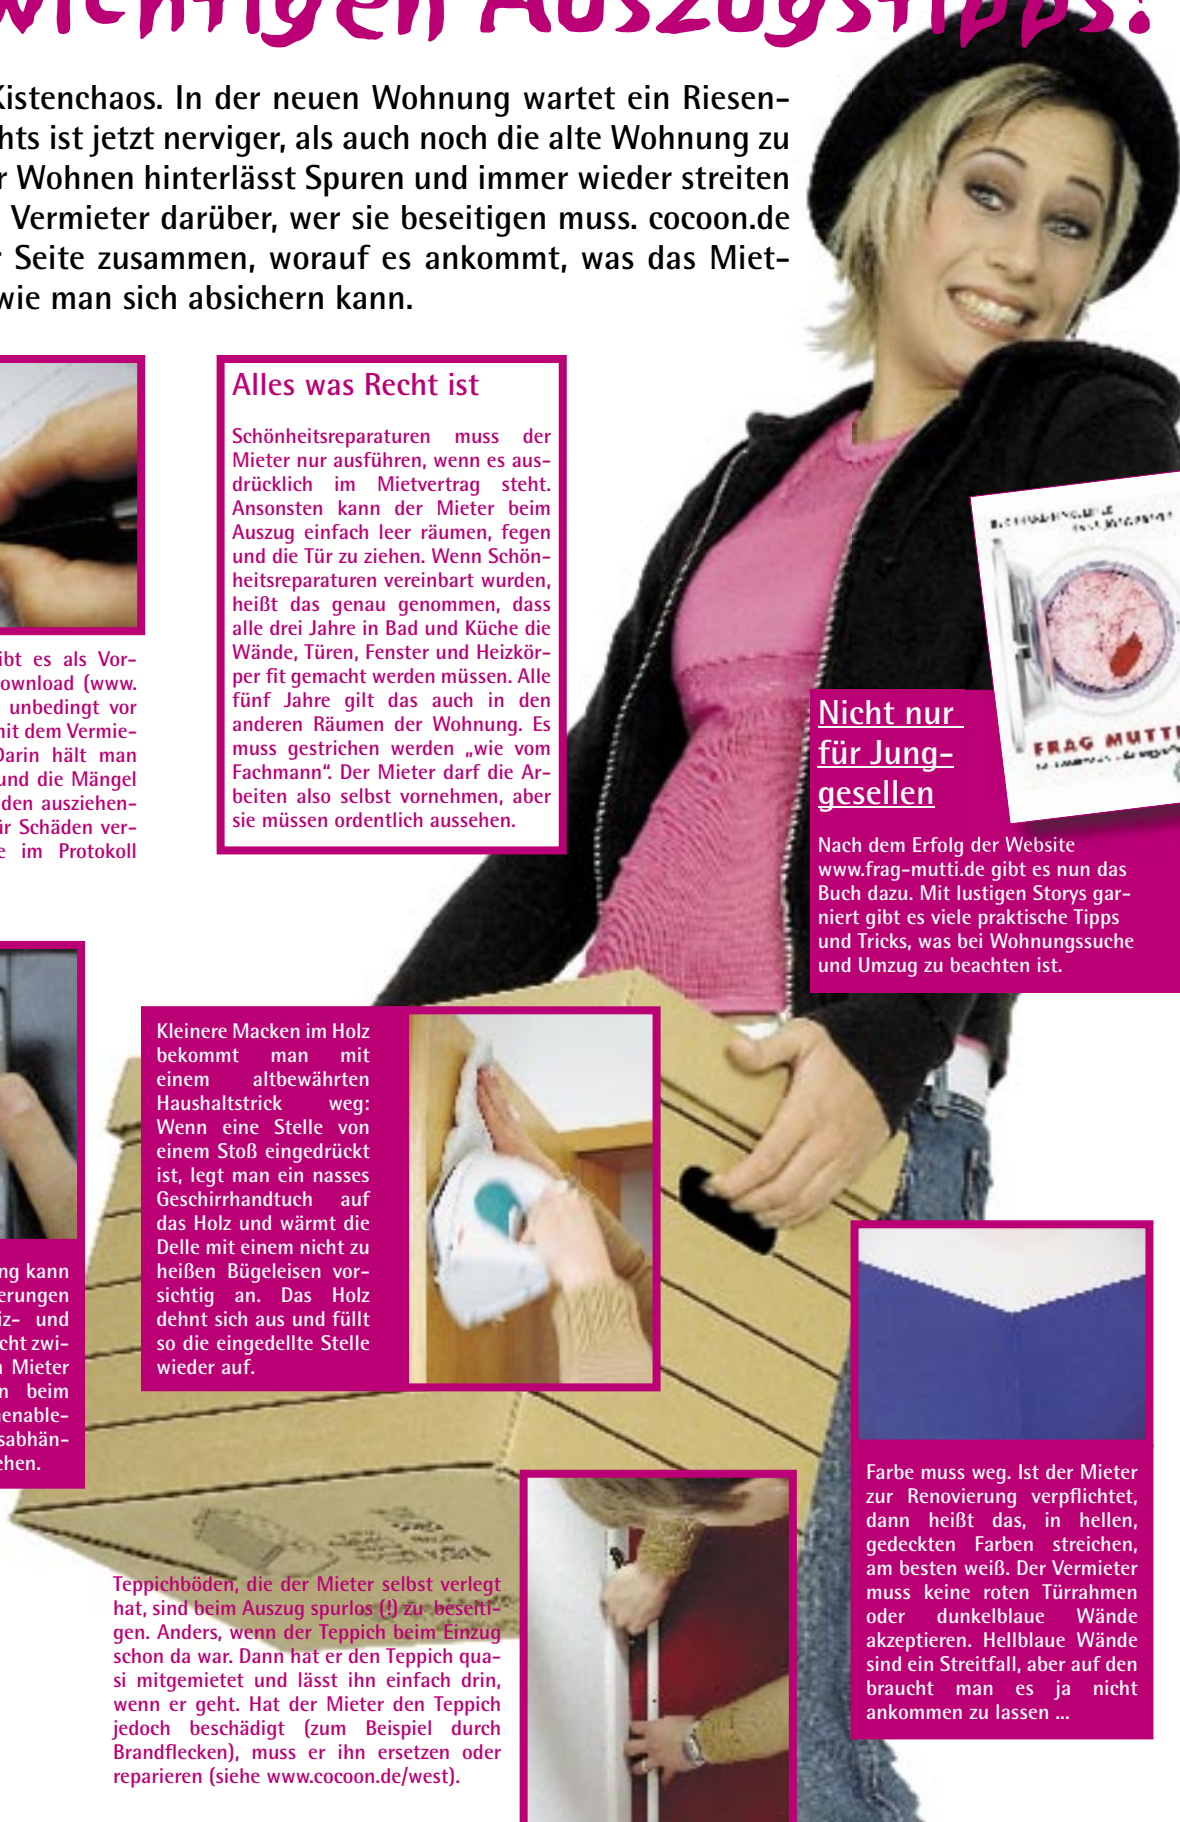 wichtigen Auszugstipps!
Kistenchaos. In der neuen Wohnung wartet ein Riesen-
hts ist jetzt nerviger, als auch noch die alte Wohnung zu
r Wohnen hinterlässt Spuren und immer wieder streiten
Vermieter darüber, wer sie beseitigen muss. cocoon.de
r Seite zusammen, worauf es ankommt, was das Miet-
wie man sich absichern kann.
ibt es als Vor-
ownload (www.
unbedingt vor
mit dem Vermie-
Darin hält man
und die Mängel
den ausziehen-
ür Schäden ver-
e im Protokoll
Alles was Recht ist
Schönheitsreparaturen muss der
Mieter nur ausführen, wenn es aus-
drücklich im Mietvertrag steht.
Ansonsten kann der Mieter beim
Auszug einfach leer räumen, fegen
und die Tür zu ziehen. Wenn Schön-
heitsreparaturen vereinbart wurden,
heißt das genau genommen, dass
alle drei Jahre in Bad und Küche die
Wände, Türen, Fenster und Heizkör-
per fit gemacht werden müssen. Alle
fünf Jahre gilt das auch in den
anderen Räumen der Wohnung. Es
muss gestrichen werden „wie vom
Fachmann“. Der Mieter darf die Ar-
beiten also selbst vornehmen, aber
sie müssen ordentlich aussehen.
FRAG MUTTI
Nicht nur
für Jung-
gesellen
Nach dem Erfolg der Website
www.frag-mutti.de gibt es nun das
Buch dazu. Mit lustigen Storys gar-
niert gibt es viele praktische Tipps
und Tricks, was bei Wohnungssuche
und Umzug zu beachten ist.
ng kann
erungen
iz- und
cht zwi-
n Mieter
n beim
nenable-
sabhän-
ehen.
Kleinere Macken im Holz
bekommt man mit
einem altbewährten
Haushaltstrick weg:
Wenn eine Stelle von
einem Stoß eingedrückt
ist, legt man ein nasses
Geschirrhandtuch auf
das Holz und wärmt die
Delle mit einem nicht zu
heißen Bügeleisen vor-
sichtig an. Das Holz
dehnt sich aus und füllt
so die eingedellte Stelle
wieder auf.
Teppichböden, die der Mieter selbst verlegt
hat, sind beim Auszug spurlos (!) zu beseiti-
gen. Anders, wenn der Teppich beim Einzug
schon da war. Dann hat er den Teppich qua-
si mitgemietet und lässt ihn einfach drin,
wenn er geht. Hat der Mieter den Teppich
jedoch beschädigt (zum Beispiel durch
Brandflecken), muss er ihn ersetzen oder
reparieren (siehe www.cocoon.de/west).
Farbe muss weg. Ist der Mieter
zur Renovierung verpflichtet,
dann heißt das, in hellen,
gedeckten Farben streichen,
am besten weiß. Der Vermieter
muss keine roten Türrahmen
oder dunkelblaue Wände
akzeptieren. Hellblaue Wände
sind ein Streitfall, aber auf den
braucht man es ja nicht
ankommen zu lassen ...